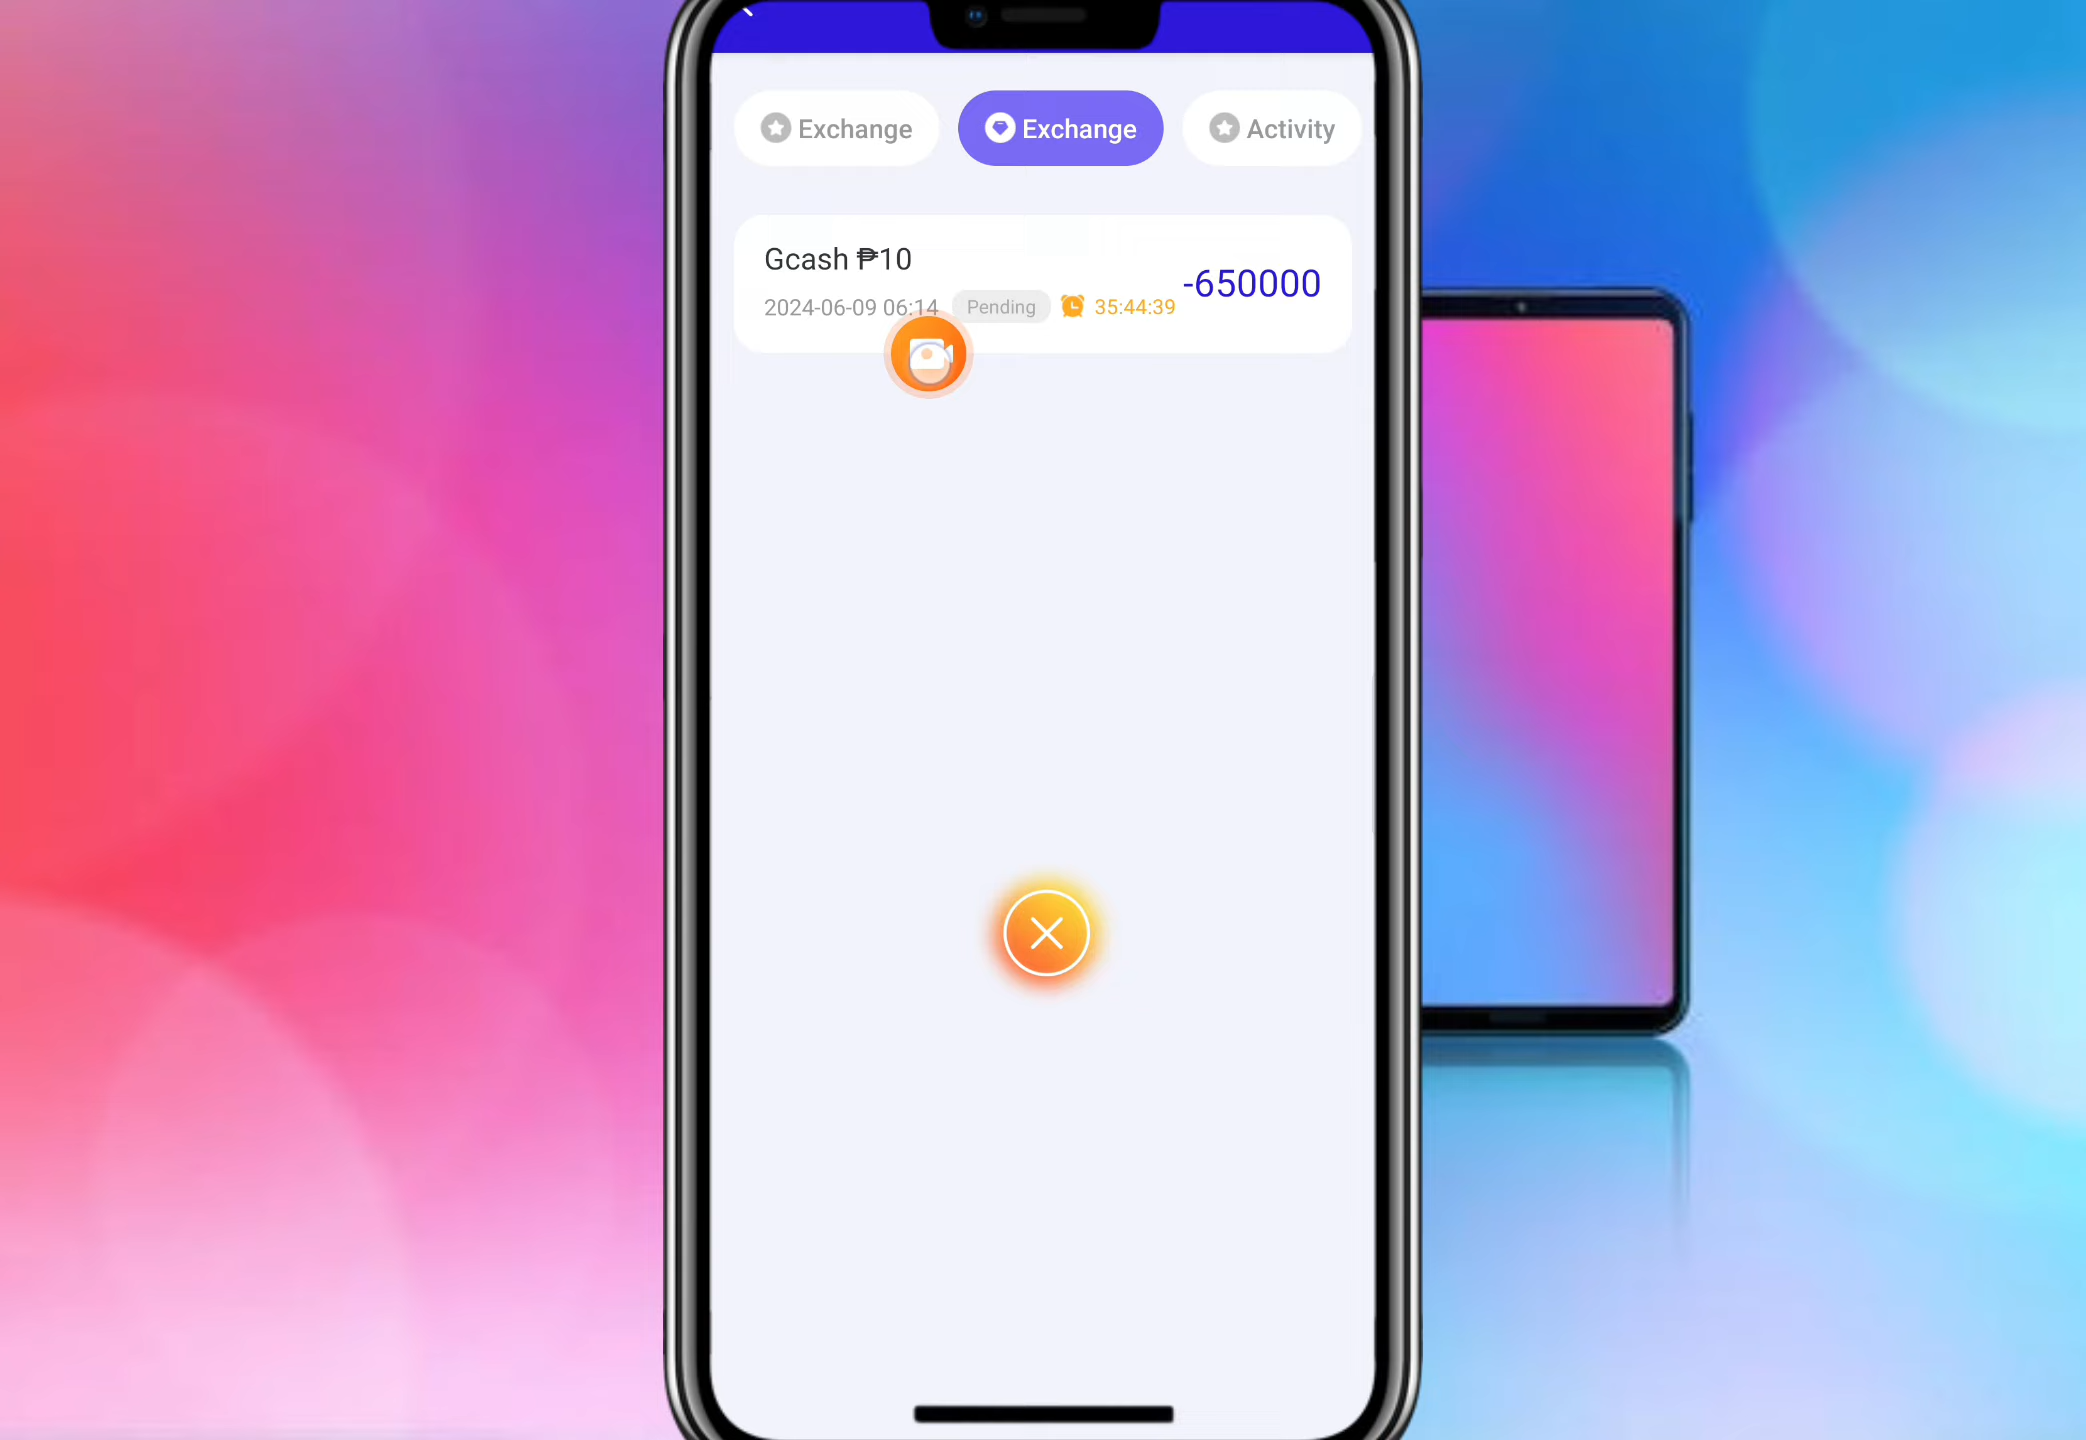 Exchange
Exchange
Activity
Gcash ₱10
-650000
2024-06-09 06:14
Pending
35:44:39